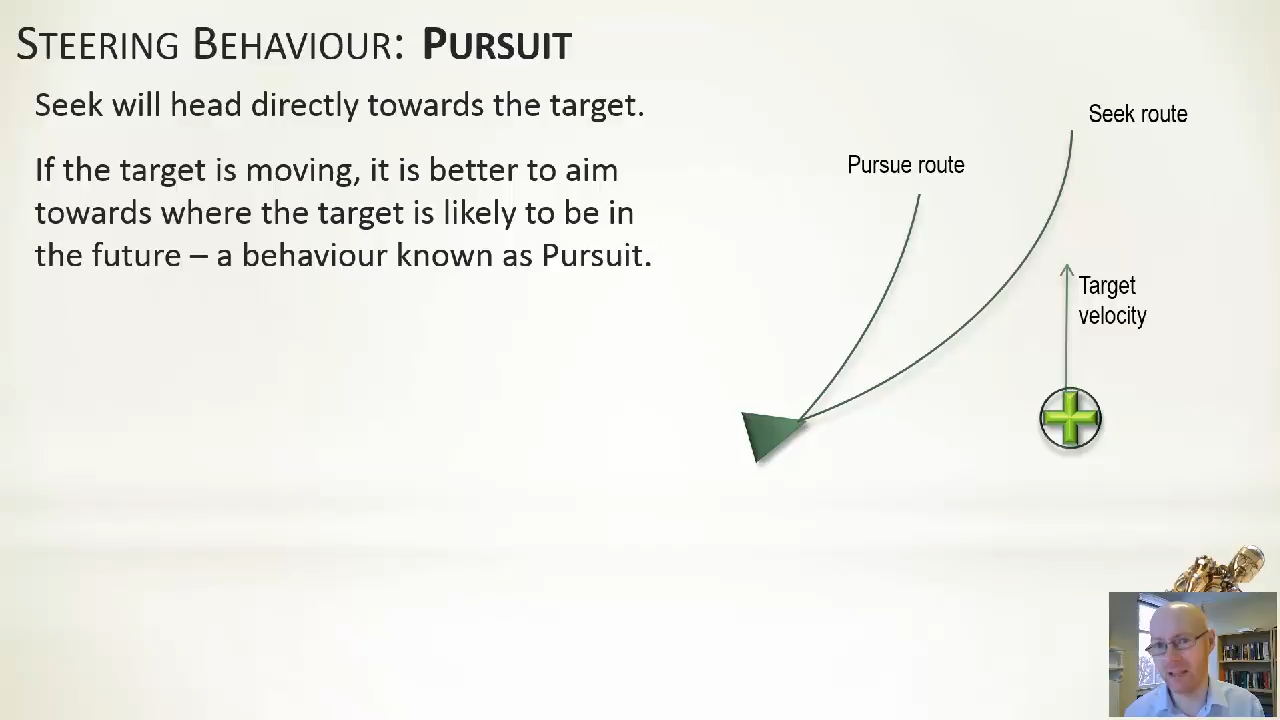 STEERING BEHAVIOUR: PURSUIT
Seek will head directly towards the target.
If the target is moving, it is better to aim
towards where the target is likely to be in
the future – a behaviour known as Pursuit.
Seek route
Pursue route
Target
velocity